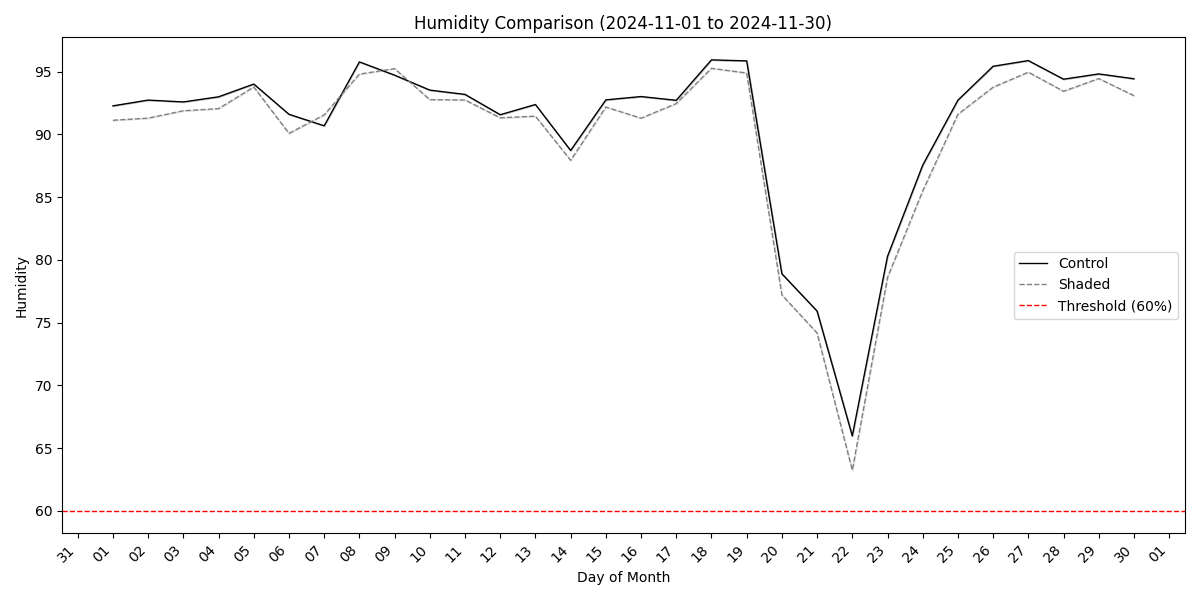 Humidity Comparison (2024-11-01 to 2024-11-30)
95
90
85
80
75
70
65
60
Humidity
Control
Shaded
Threshold (60%)
31 01 02 03 04 05 06 07 08 09 10 11 12 13 14 15 16 17 18 19 20 21 22 23 24 25 26 27 28 29 30 01
Day of Month